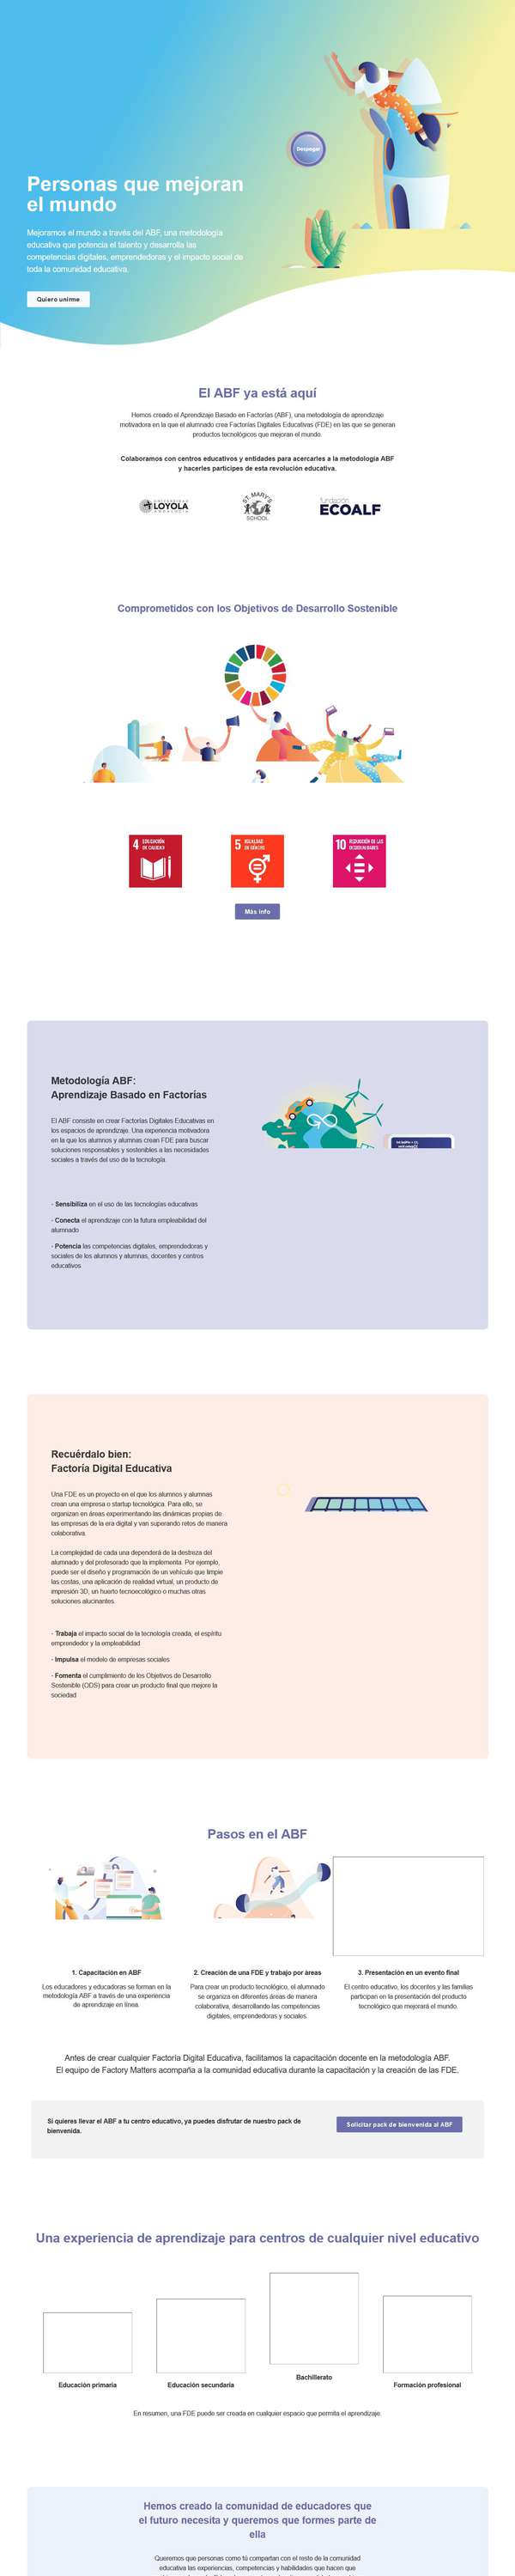 Despegar
Personas que mejoran
el mundo
Mejoramos el mundo a través del ABF, una metodología
educativa que potencia el talento y desarrolla las
competencias digitales, emprendedoras y el impacto social de
toda la comunidad educativa.
Quiero unirme
El ABF ya está aquí
Hemos creado el Aprendizaje Basado en Factorías (ABF), una metodología de aprendizaje
motivadora en la que el alumnado crea Factorías Digitales Educativas (FDE) en las que se generan
productos tecnológicos que mejoran el mundo.
Colaboramos con centros educativos y entidades para acercarles a la metodología ABF
y hacerles partícipes de esta revolución educativa.
UNIVERSIDAD
LOYOLA
ANDALUCÍA
ST. MARY'S
SCHOOL
fundación
ECOALF
Comprometidos con los Objetivos de Desarrollo Sostenible
4 EDUCACIÓN
DE CALIDAD
5 IGUALDAD
DE GÉNERO
10 REDUCCIÓN DE LAS
DESIGUALDADES
Más info
Metodología ABF:
Aprendizaje Basado en Factorías
El ABF consiste en crear Factorías Digitales Educativas en
los espacios de aprendizaje. Una experiencia motivadora
en la que los alumnos y alumnas crean FDE para buscar
soluciones responsables y sostenibles a las necesidades
sociales a través del uso de la tecnología.
- Sensibiliza en el uso de las tecnologías educativas
- Conecta el aprendizaje con la futura empleabilidad del
alumnado
- Potencia las competencias digitales, emprendedoras y
sociales de los alumnos y alumnas, docentes y centros
educativos
Recuérdalo bien:
Factoría Digital Educativa
Una FDE es un proyecto en el que los alumnos y alumnas
crean una empresa o startup tecnológica. Para ello, se
organizan en áreas experimentando las dinámicas propias de
las empresas de la era digital y van superando retos de manera
colaborativa.
La complejidad de cada una dependerá de la destreza del
alumnado y del profesorado que la implementa. Por ejemplo,
puede ser el diseño y programación de un vehículo que limpie
las costas, una aplicación de realidad virtual, un producto de
impresión 3D, un huerto tecnoecológico o muchas otras
soluciones alucinantes.
- Trabaja el impacto social de la tecnología creada, el espíritu
emprendedor y la empleabilidad
- Impulsa el modelo de empresas sociales
- Fomenta el cumplimiento de los Objetivos de Desarrollo
Sostenible (ODS) para crear un producto final que mejore la
sociedad
Pasos en el ABF
1. Capacitación en ABF
Los educadores y educadoras se forman en la
metodología ABF a través de una experiencia
de aprendizaje en línea.
2. Creación de una FDE y trabajo por áreas
Para crear un producto tecnológico, el alumnado
se organiza en diferentes áreas de manera
colaborativa, desarrollando las competencias
digitales, emprendedoras y sociales.
3. Presentación en un evento final
El centro educativo, los docentes y las familias
participan en la presentación del producto
tecnológico que mejorará el mundo.
Antes de crear cualquier Factoría Digital Educativa, facilitamos la capacitación docente en la metodología ABF.
El equipo de Factory Matters acompaña a la comunidad educativa durante la capacitación y la creación de las FDE.
Si quieres llevar el ABF a tu centro educativo, ya puedes disfrutar de nuestro pack de
bienvenida.
Solicitar pack de bienvenida al ABF
Una experiencia de aprendizaje para centros de cualquier nivel educativo
Educación primaria
Educación secundaria
Bachillerato
Formación profesional
En resumen, una FDE puede ser creada en cualquier espacio que permita el aprendizaje.
Hemos creado la comunidad de educadores que
el futuro necesita y queremos que formes parte de
ella
Queremos que personas como tú compartan con el resto de la comunidad
educativa las experiencias, competencias y habilidades que hacen que